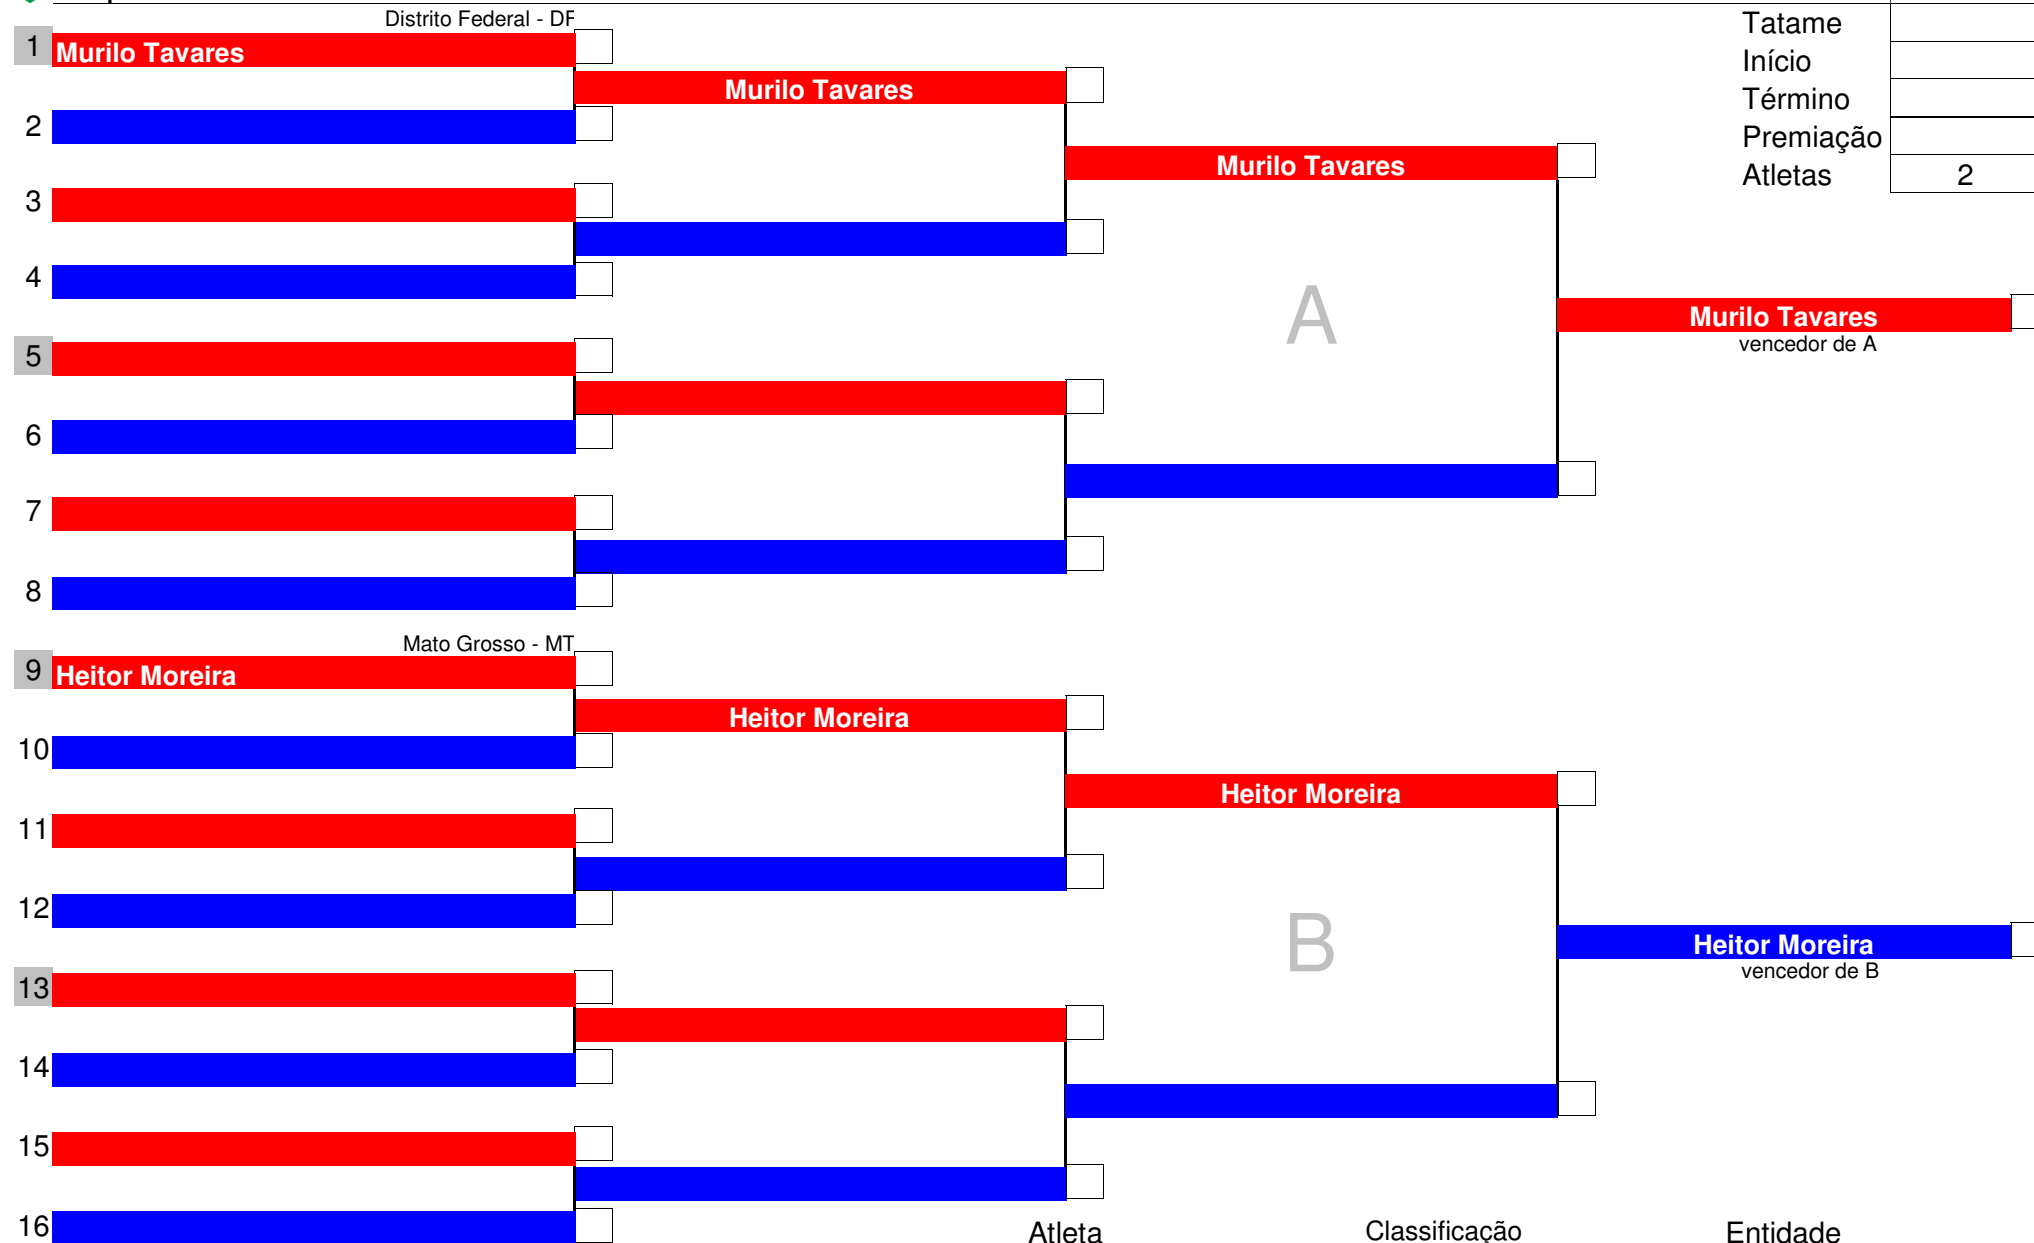 Distrito Federal - DF
Tatame
1 Murilo Tavares
Início
Murilo Tavares
Término
2
Premiação
Murilo Tavares
Atletas 2
3
4
A
Murilo Tavares
vencedor de A
5
6
7
8
Mato Grosso - MT
9 Heitor Moreira
Heitor Moreira
10
Heitor Moreira
11
12
B
Heitor Moreira
vencedor de B
13
14
15
16
Atleta Classificação Entidade